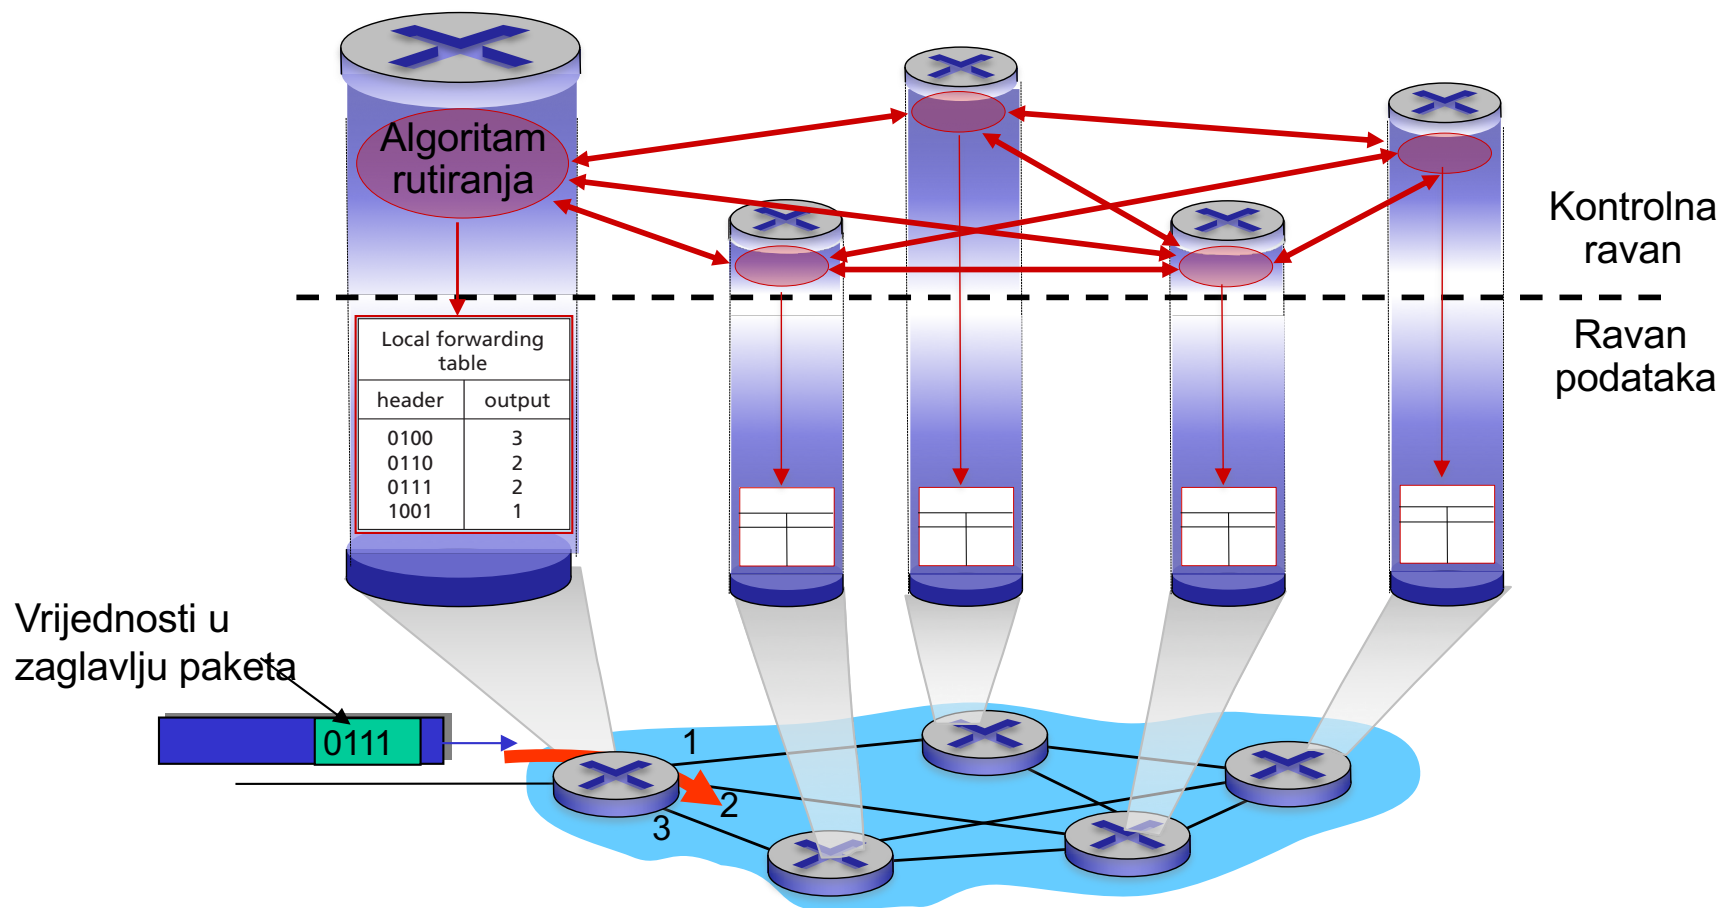 Algoritam
rutiranja
Kontrolna
ravan
Ravan
podataka
Local forwarding
table
header output
0100 3
0110 2
0111 2
1001 1
Vrijednosti u
zaglavlju paketa
0111
1
2
3